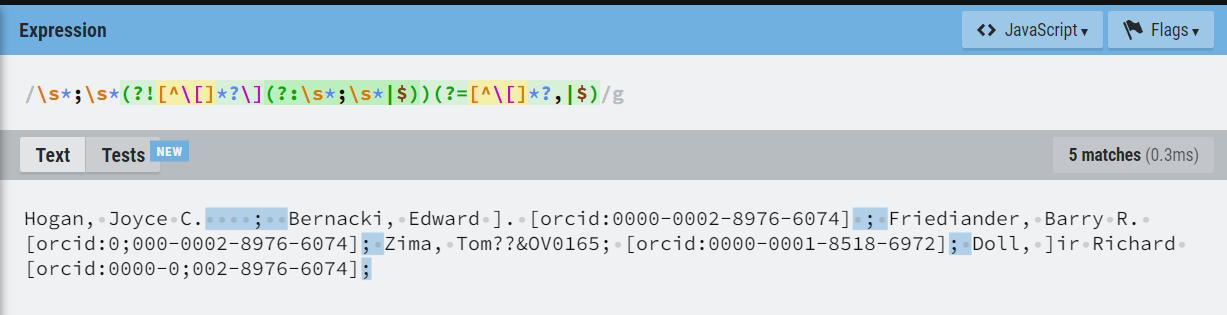 Expression
<> JavaScript ▾
Flags ▾
/\s*;\s*(?![^\[]*?\](?:\s*;\s*|$))(?=[^\[]*?,|$)/g
Text
Tests
NEW
5 matches (0.3ms)
Hogan, Joyce C.    ;  Bernacki, Edward ]. [orcid:0000-0002-8976-6074] ; Friediander, Barry R.
[orcid:0;000-0002-8976-6074]; Zima, Tom??&OV0165; [orcid:0000-0001-8518-6972]; Doll, ]ir Richard
[orcid:0000-0;002-8976-6074];